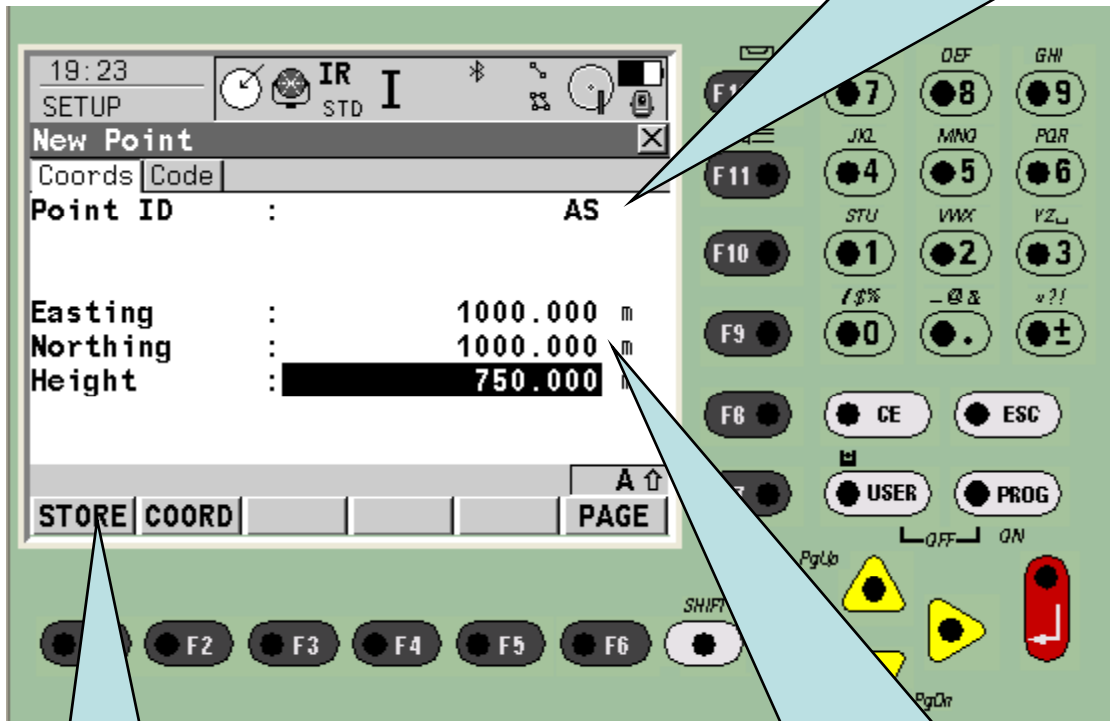 19:23
SETUP
IR
STD
I
New Point
Coords Code
Point ID : AS
Easting : 1000.000 m
Northing : 1000.000 m
Height : 750.000
A
STORE COORD PAGE
DEF GHI
7 8 9
JKL MNO PQR
F11 4 5 6
STU VWX YZ
F10 1 2 3
/$% _@& *?!
F9 0 . ±
F8 CE ESC
USER PROG
OFF ON
PgUp
SHIFT
F2 F3 F4 F5 F6
PgDn